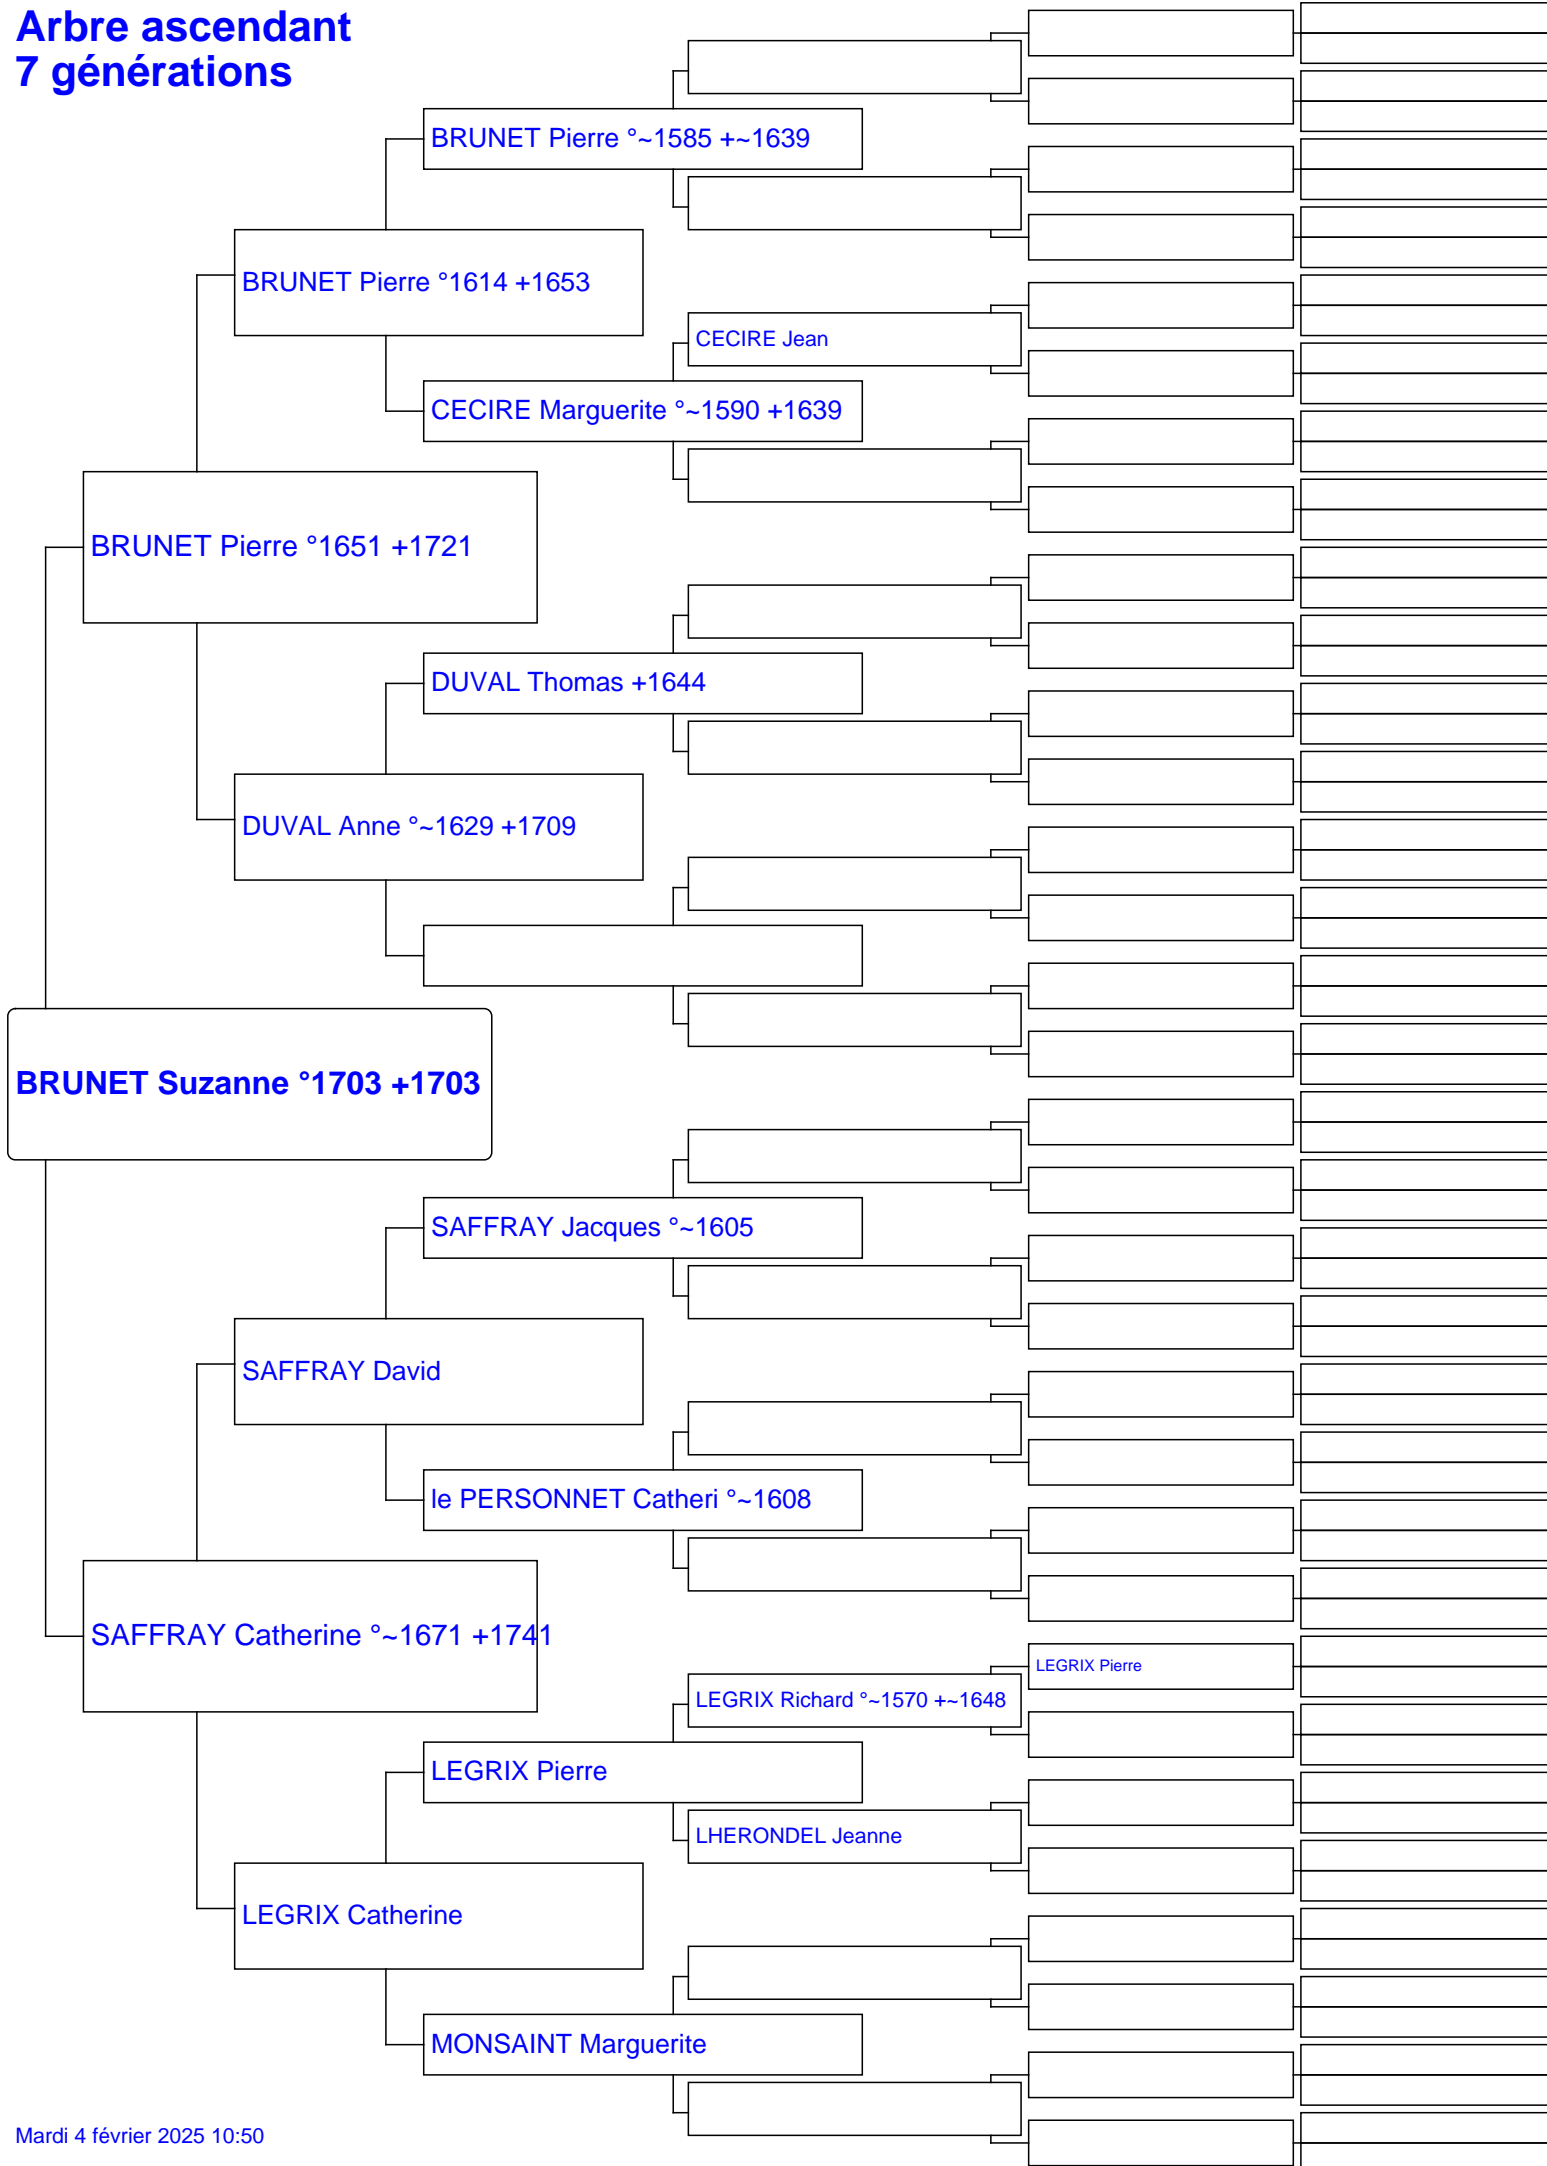 Arbre ascendant
7 générations
BRUNET Pierre °~1585 +~1639
BRUNET Pierre °1614 +1653
CECIRE Jean
CECIRE Marguerite °~1590 +1639
BRUNET Pierre °1651 +1721
DUVAL Thomas +1644
DUVAL Anne °~1629 +1709
BRUNET Suzanne °1703 +1703
SAFFRAY Jacques °~1605
SAFFRAY David
le PERSONNET Catheri °~1608
SAFFRAY Catherine °~1671 +1741
LEGRIX Pierre
LEGRIX Richard °~1570 +~1648
LEGRIX Pierre
LHERONDEL Jeanne
LEGRIX Catherine
MONSAINT Marguerite
Mardi 4 février 2025 10:50